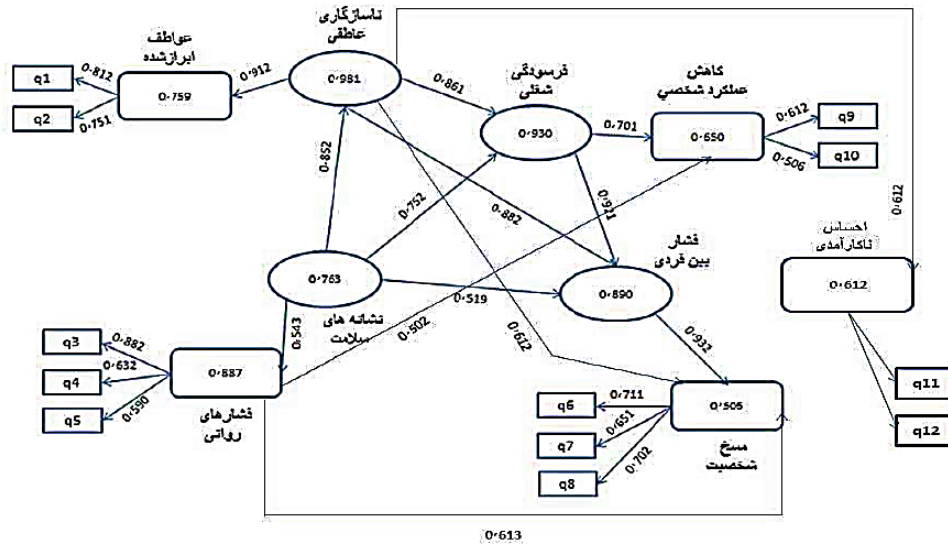 ناسازگاری
عاطفی
0.981
عواطف
ابرازشده
0.759
0.912
q1
0.812
q2
0.751
0.861
فرسودگی
شغلی
0.930
0.701
کاهش
عملکرد شخصي
0.650
0.612
q9
0.506
q10
0.852
0.752
0.882
0.921
0.612
احساس
ناکارآمدی
0.612
q11
q12
0.763
نشانه های
سلامت
0.519
فشار
بین فردی
0.890
0.502
0.612
0.543
0.932
q3
0.882
q4
0.632
q5
0.590
0.887
فشارهای
روانی
q6
0.711
q7
0.651
q8
0.702
0.505
مسخ
شخصیت
0.613